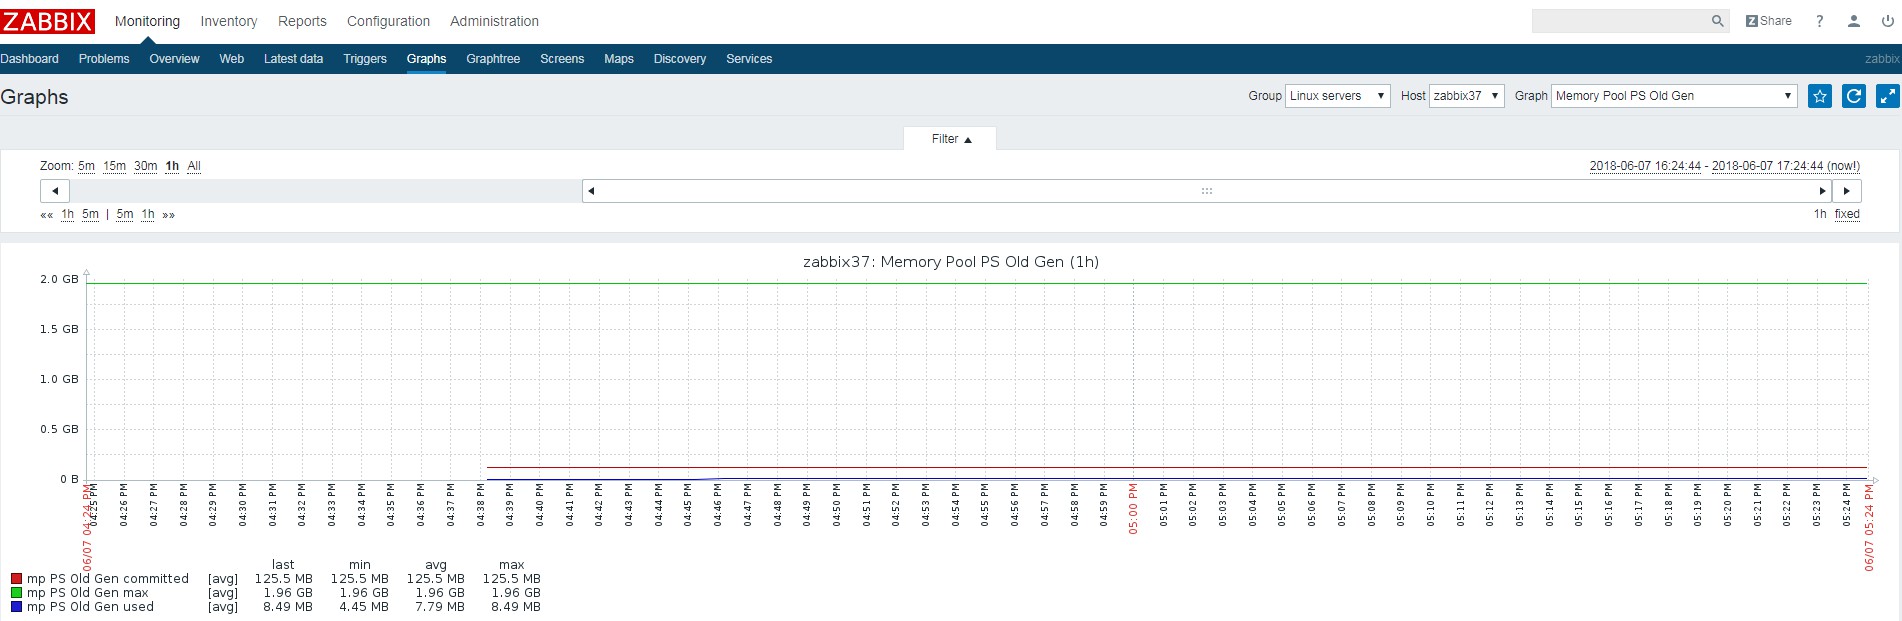 ZABBIX Monitoring Inventory Reports Configuration Administration Z Share ?
Dashboard Problems Overview Web Latest data Triggers Graphs Graphtree Screens Maps Discovery Services zabbix
Graphs Group Linux servers Host zabbix37 Graph Memory Pool PS Old Gen
Filter
Zoom: 5m 15m 30m 1h All 2018-06-07 16:24:44 - 2018-06-07 17:24:44 (now!)
«« 1h 5m | 5m 1h »» 1h fixed
zabbix37: Memory Pool PS Old Gen (1h)
2.0 GB
1.5 GB
1.0 GB
0.5 GB
0 B
06/07 04:24 PM 04:25 PM 04:26 PM 04:27 PM 04:28 PM 04:29 PM 04:30 PM 04:31 PM 04:32 PM 04:33 PM 04:34 PM 04:35 PM 04:36 PM 04:37 PM 04:38 PM 04:39 PM 04:40 PM 04:41 PM 04:42 PM 04:43 PM 04:44 PM 04:45 PM 04:46 PM 04:47 PM 04:48 PM 04:49 PM 04:50 PM 04:51 PM 04:52 PM 04:53 PM 04:54 PM 04:55 PM 04:56 PM 04:57 PM 04:58 PM 04:59 PM 05:00 PM 05:01 PM 05:02 PM 05:03 PM 05:04 PM 05:05 PM 05:06 PM 05:07 PM 05:08 PM 05:09 PM 05:10 PM 05:11 PM 05:12 PM 05:13 PM 05:14 PM 05:15 PM 05:16 PM 05:17 PM 05:18 PM 05:19 PM 05:20 PM 05:21 PM 05:22 PM 05:23 PM 05:24 PM 06/07 05:24 PM
last min avg max
mp PS Old Gen committed [avg] 125.5 MB 125.5 MB 125.5 MB 125.5 MB
mp PS Old Gen max [avg] 1.96 GB 1.96 GB 1.96 GB 1.96 GB
mp PS Old Gen used [avg] 8.49 MB 4.45 MB 7.79 MB 8.49 MB